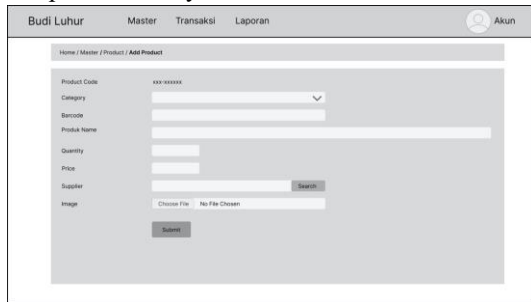 Budi Luhur Master Transaksi Laporan Akun
Home / Master / Product / Add Product
Product Code xxx-xxxxxx
Category
Barcode
Produk Name
Quantity
Price
Supplier Search
Image Choose File No File Chosen
Submit